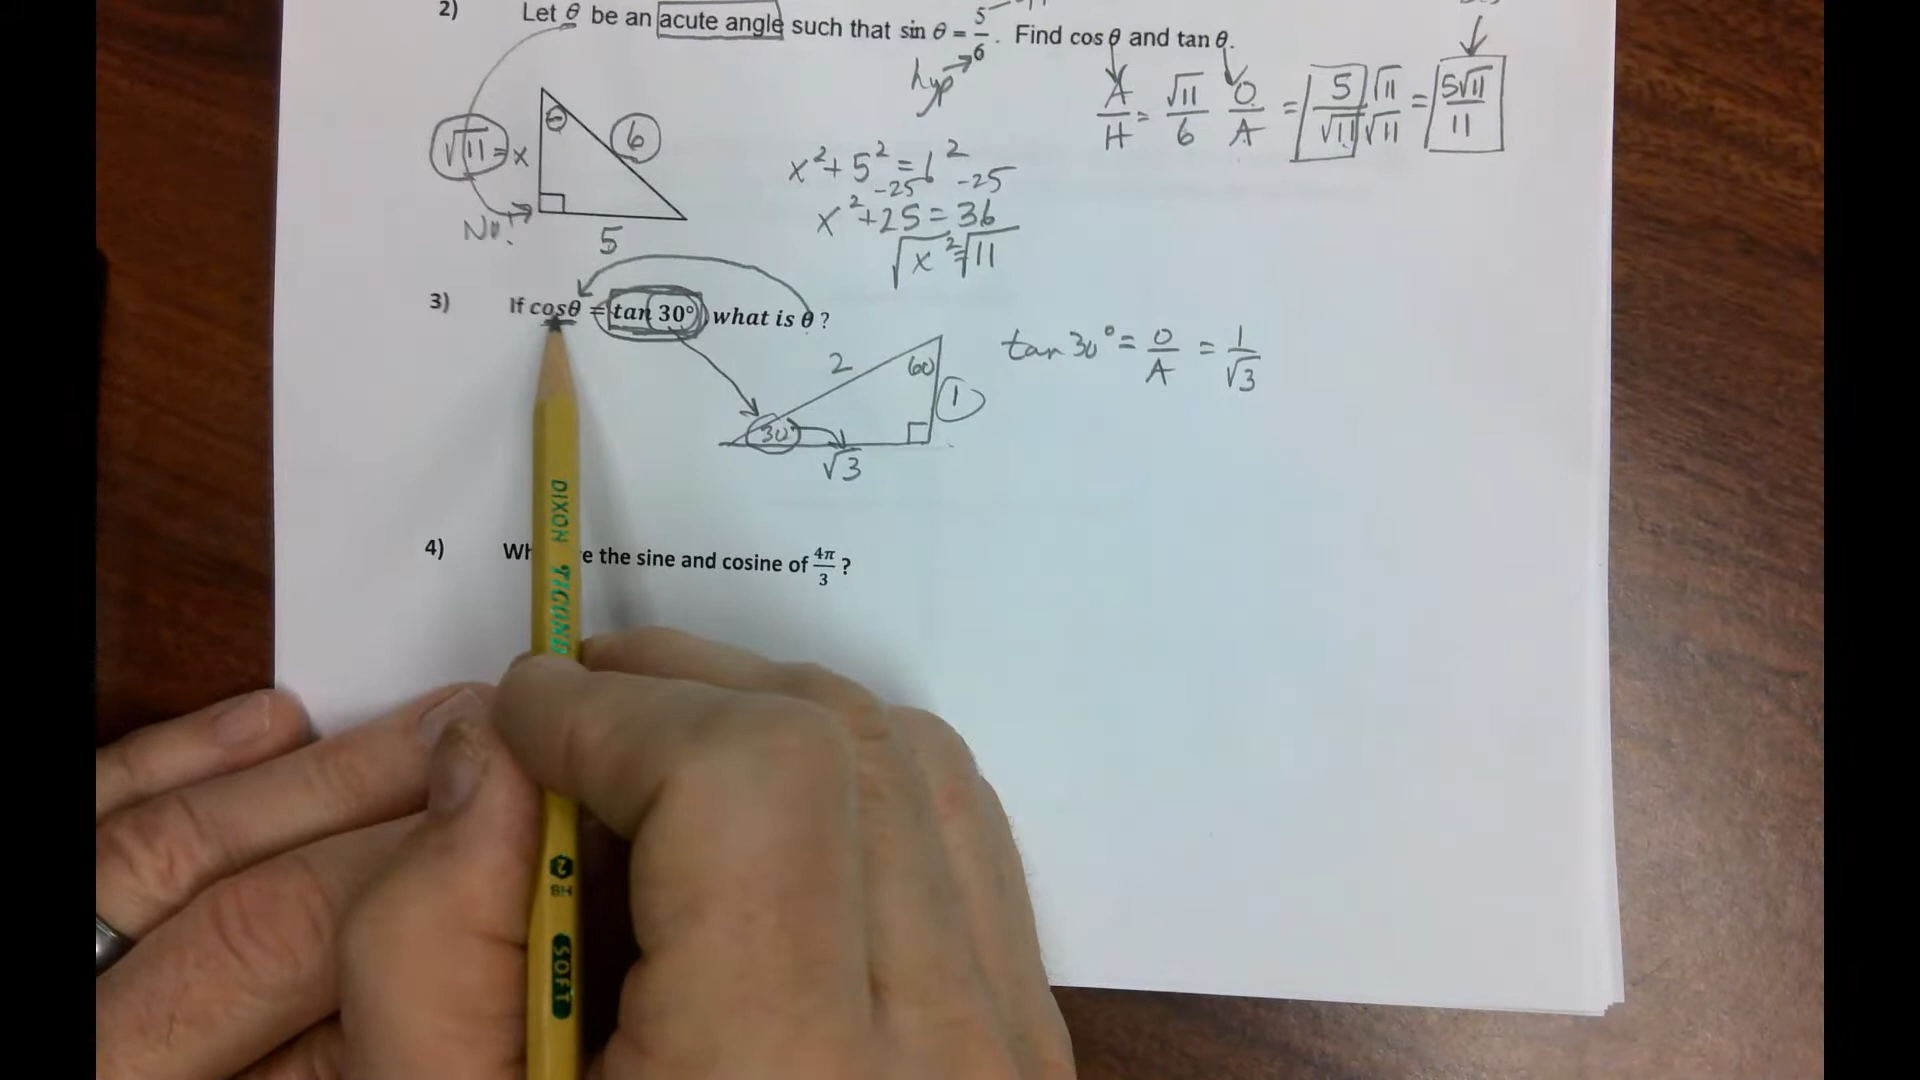 2) Let θ be an acute angle such that sin θ = 5/6. Find cos θ and tan θ.
hyp
A/H = √11/6 O/A = 5/√11 √11/√11 = 5√11/11
θ
6
√11 = x
No!
5
x² + 5² = 6²
-25 -25
x² + 25 = 36
√x² = √11
3) If cosθ = tan 30° what is θ ?
tan 30° = O/A = 1/√3
2
60
1
30
√3
4) e the sine and cosine of 4π/3 ?
DIXON
2
HB
SOFT